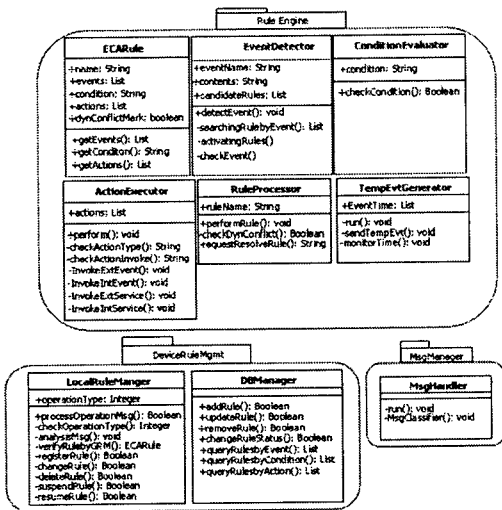 Rule Engine
ECARule
+name: String
+events: List
+condition: String
+actions: List
+dynConflictMark: boolean
+getEvents(): List
+getConditon(): String
+getActions(): List
EventDetector
+eventName: String
+contents: String
+candidateRules: List
+detectEvent(): void
-searchingRulebyEvent(): List
-activatingRules()
-checkEvent()
ConditionEvaluator
+condition: String
+checkCondtion(): Boolean
ActionExecutor
+actions: List
+perform(): void
-checkActionType(): String
-checkActionInvoke(): String
-InvokeExtEvent(): void
-InvokeIntEvent(): void
-InvokeExtService(): void
-InvokeIntService(): void
RuleProcessor
+ruleName: String
+performRule(): void
-checkDynConflict(): Boolean
+requestResolveRule(): String
TempEvtGenerator
+EventTime: List
-run(): void
-sendTempEvt(): void
-monitorTime(): void
DeviceRuleMgmt
LocalRuleManger
+operationType: Integer
+processOperationMsg(): Boolean
-checkOperationType(): Integer
-analyseMsg(): void
-verifyRulebyGRM(): ECARule
-registerRule(): Boolean
-changeRule(): Boolean
-deleteRule(): Boolean
-suspendRule(): Boolean
-resumeRule(): Boolean
DBManager
+addRule(): Boolean
+updateRule(): Boolean
+removeRule(): Boolean
+changeRuleStatus(): Boolean
+queryRulesbyEvent(): List
+queryRulesbyCondition(): List
+queryRulesbyAction(): List
MsgManager
MsgHandler
-run(): void
-MsgClassifier(): void